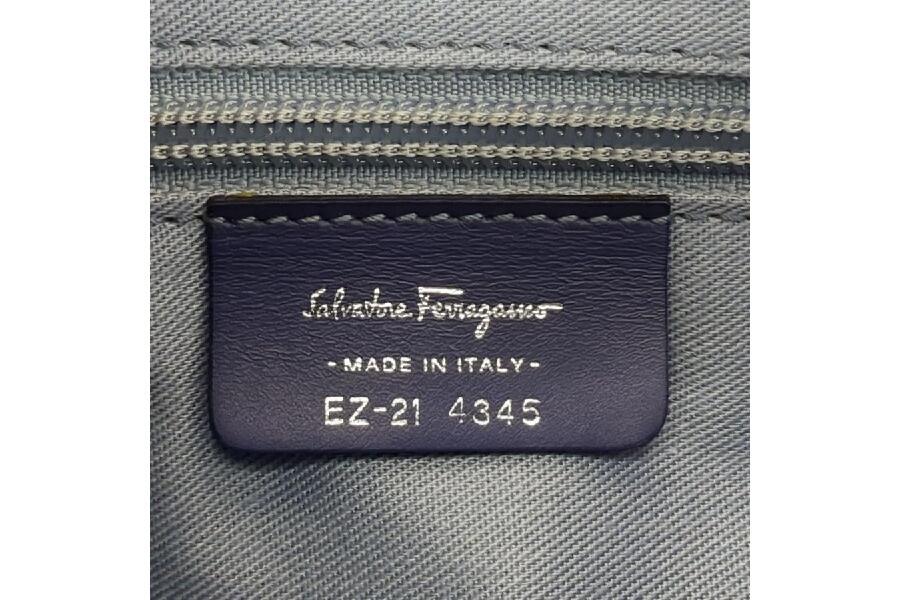 Salvatore Ferragamo
- MADE IN ITALY -
EZ-21 4345